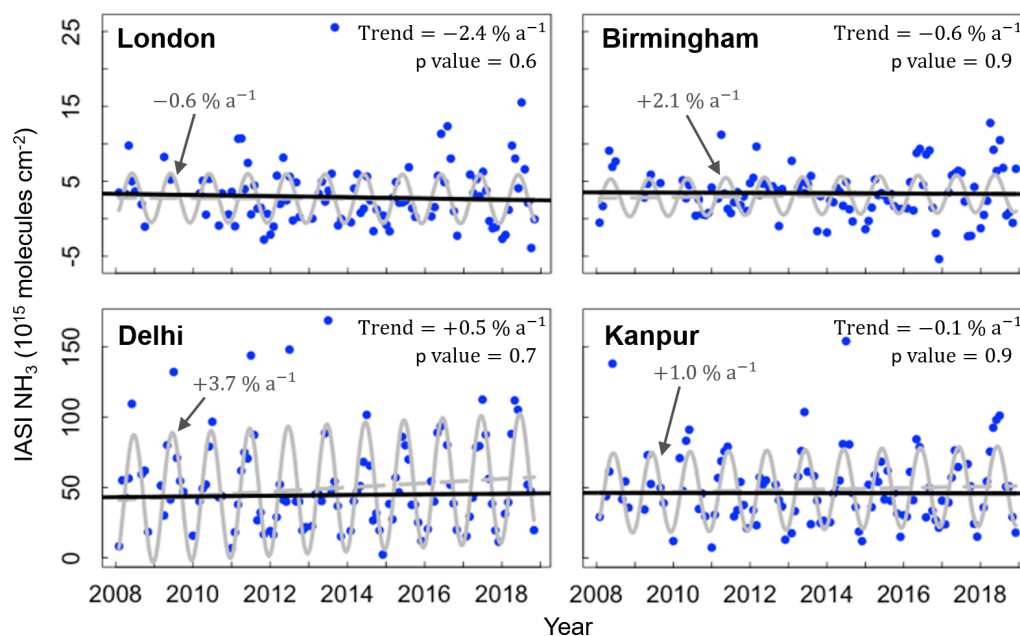 IASI NH₃ (10¹⁵ molecules cm⁻²)
25
15
5
-5
London
Trend = −2.4 % a⁻¹
p value = 0.6
−0.6 % a⁻¹
Birmingham
Trend = −0.6 % a⁻¹
p value = 0.9
+2.1 % a⁻¹
150
100
50
0
Delhi
Trend = +0.5 % a⁻¹
p value = 0.7
+3.7 % a⁻¹
Kanpur
Trend = −0.1 % a⁻¹
p value = 0.9
+1.0 % a⁻¹
2008 2010 2012 2014 2016 2018
2008 2010 2012 2014 2016 2018
Year